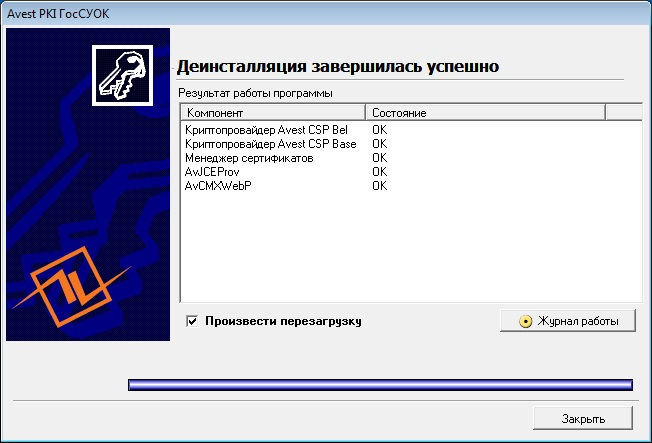 Avest PKI ГосСУОК
Деинсталляция завершилась успешно
Результат работы программы
Компонент Состояние
Криптопровайдер Avest CSP Bel OK
Криптопровайдер Avest CSP Base OK
Менеджер сертификатов OK
AvJCEProv OK
AvCMXWebP OK
Произвести перезагрузку Журнал работы
Закрыть